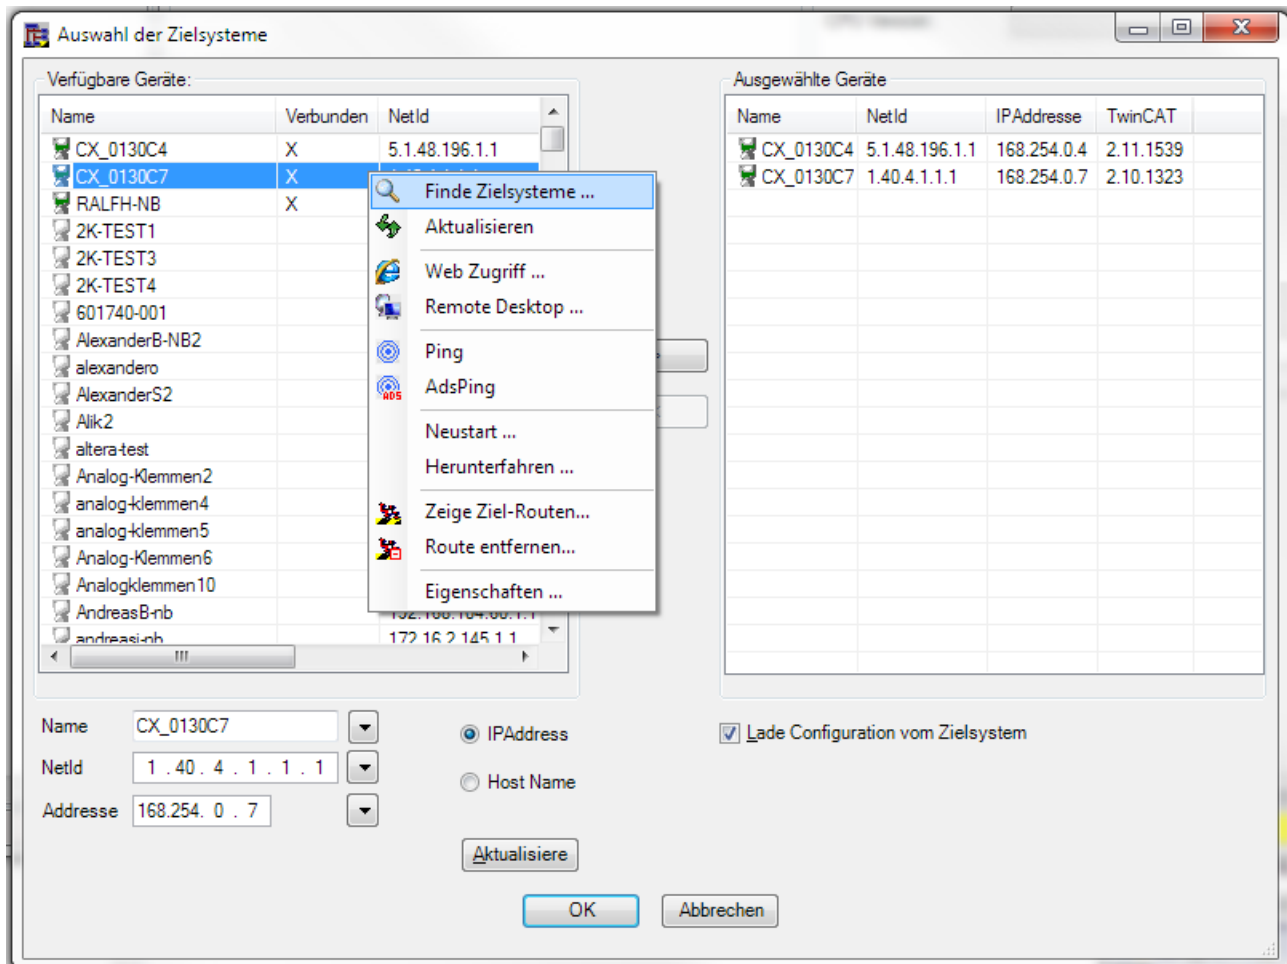 Auswahl der Zielsysteme
Verfügbare Geräte:
Name Verbunden NetId
CX_0130C4 X 5.1.48.196.1.1
CX_0130C7 X
RALFH-NB X
2K-TEST1
2K-TEST3
2K-TEST4
601740-001
AlexanderB-NB2
alexandero
AlexanderS2
Alik2
altera-test
Analog-Klemmen2
analog-klemmen4
analog-klemmen5
Analog-Klemmen6
Analogklemmen10
AndreasB-nb
andreasi-nb 172.16.2.145.1.1
Finde Zielsysteme ...
Aktualisieren
Web Zugriff ...
Remote Desktop ...
Ping
ADS
AdsPing
Neustart ...
Herunterfahren ...
Zeige Ziel-Routen...
Route entfernen...
Eigenschaften ...
Ausgewählte Geräte
Name NetId IPAddresse TwinCAT
CX_0130C4 5.1.48.196.1.1 168.254.0.4 2.11.1539
CX_0130C7 1.40.4.1.1.1 168.254.0.7 2.10.1323
Name CX_0130C7
NetId 1 . 40 . 4 . 1 . 1 . 1
Addresse 168.254. 0 . 7
IPAddress
Host Name
Aktualisiere
Lade Configuration vom Zielsystem
OK Abbrechen